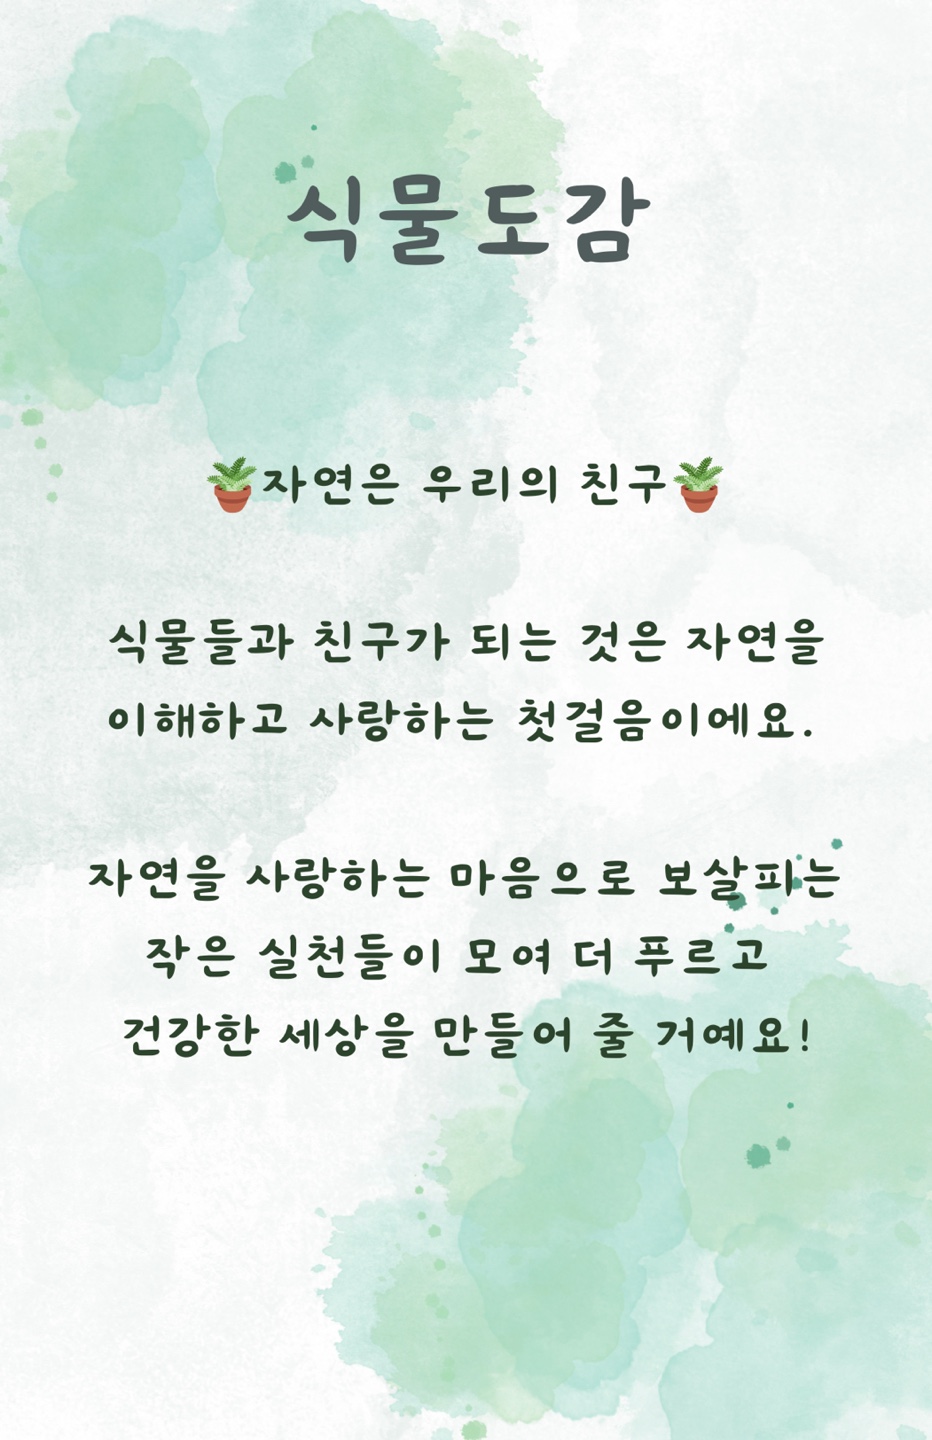 식물도감
🪴자연은 우리의 친구🪴
식물들과 친구가 되는 것은 자연을
이해하고 사랑하는 첫걸음이에요.
자연을 사랑하는 마음으로 보살피는
작은 실천들이 모여 더 푸르고
건강한 세상을 만들어 줄 거예요!